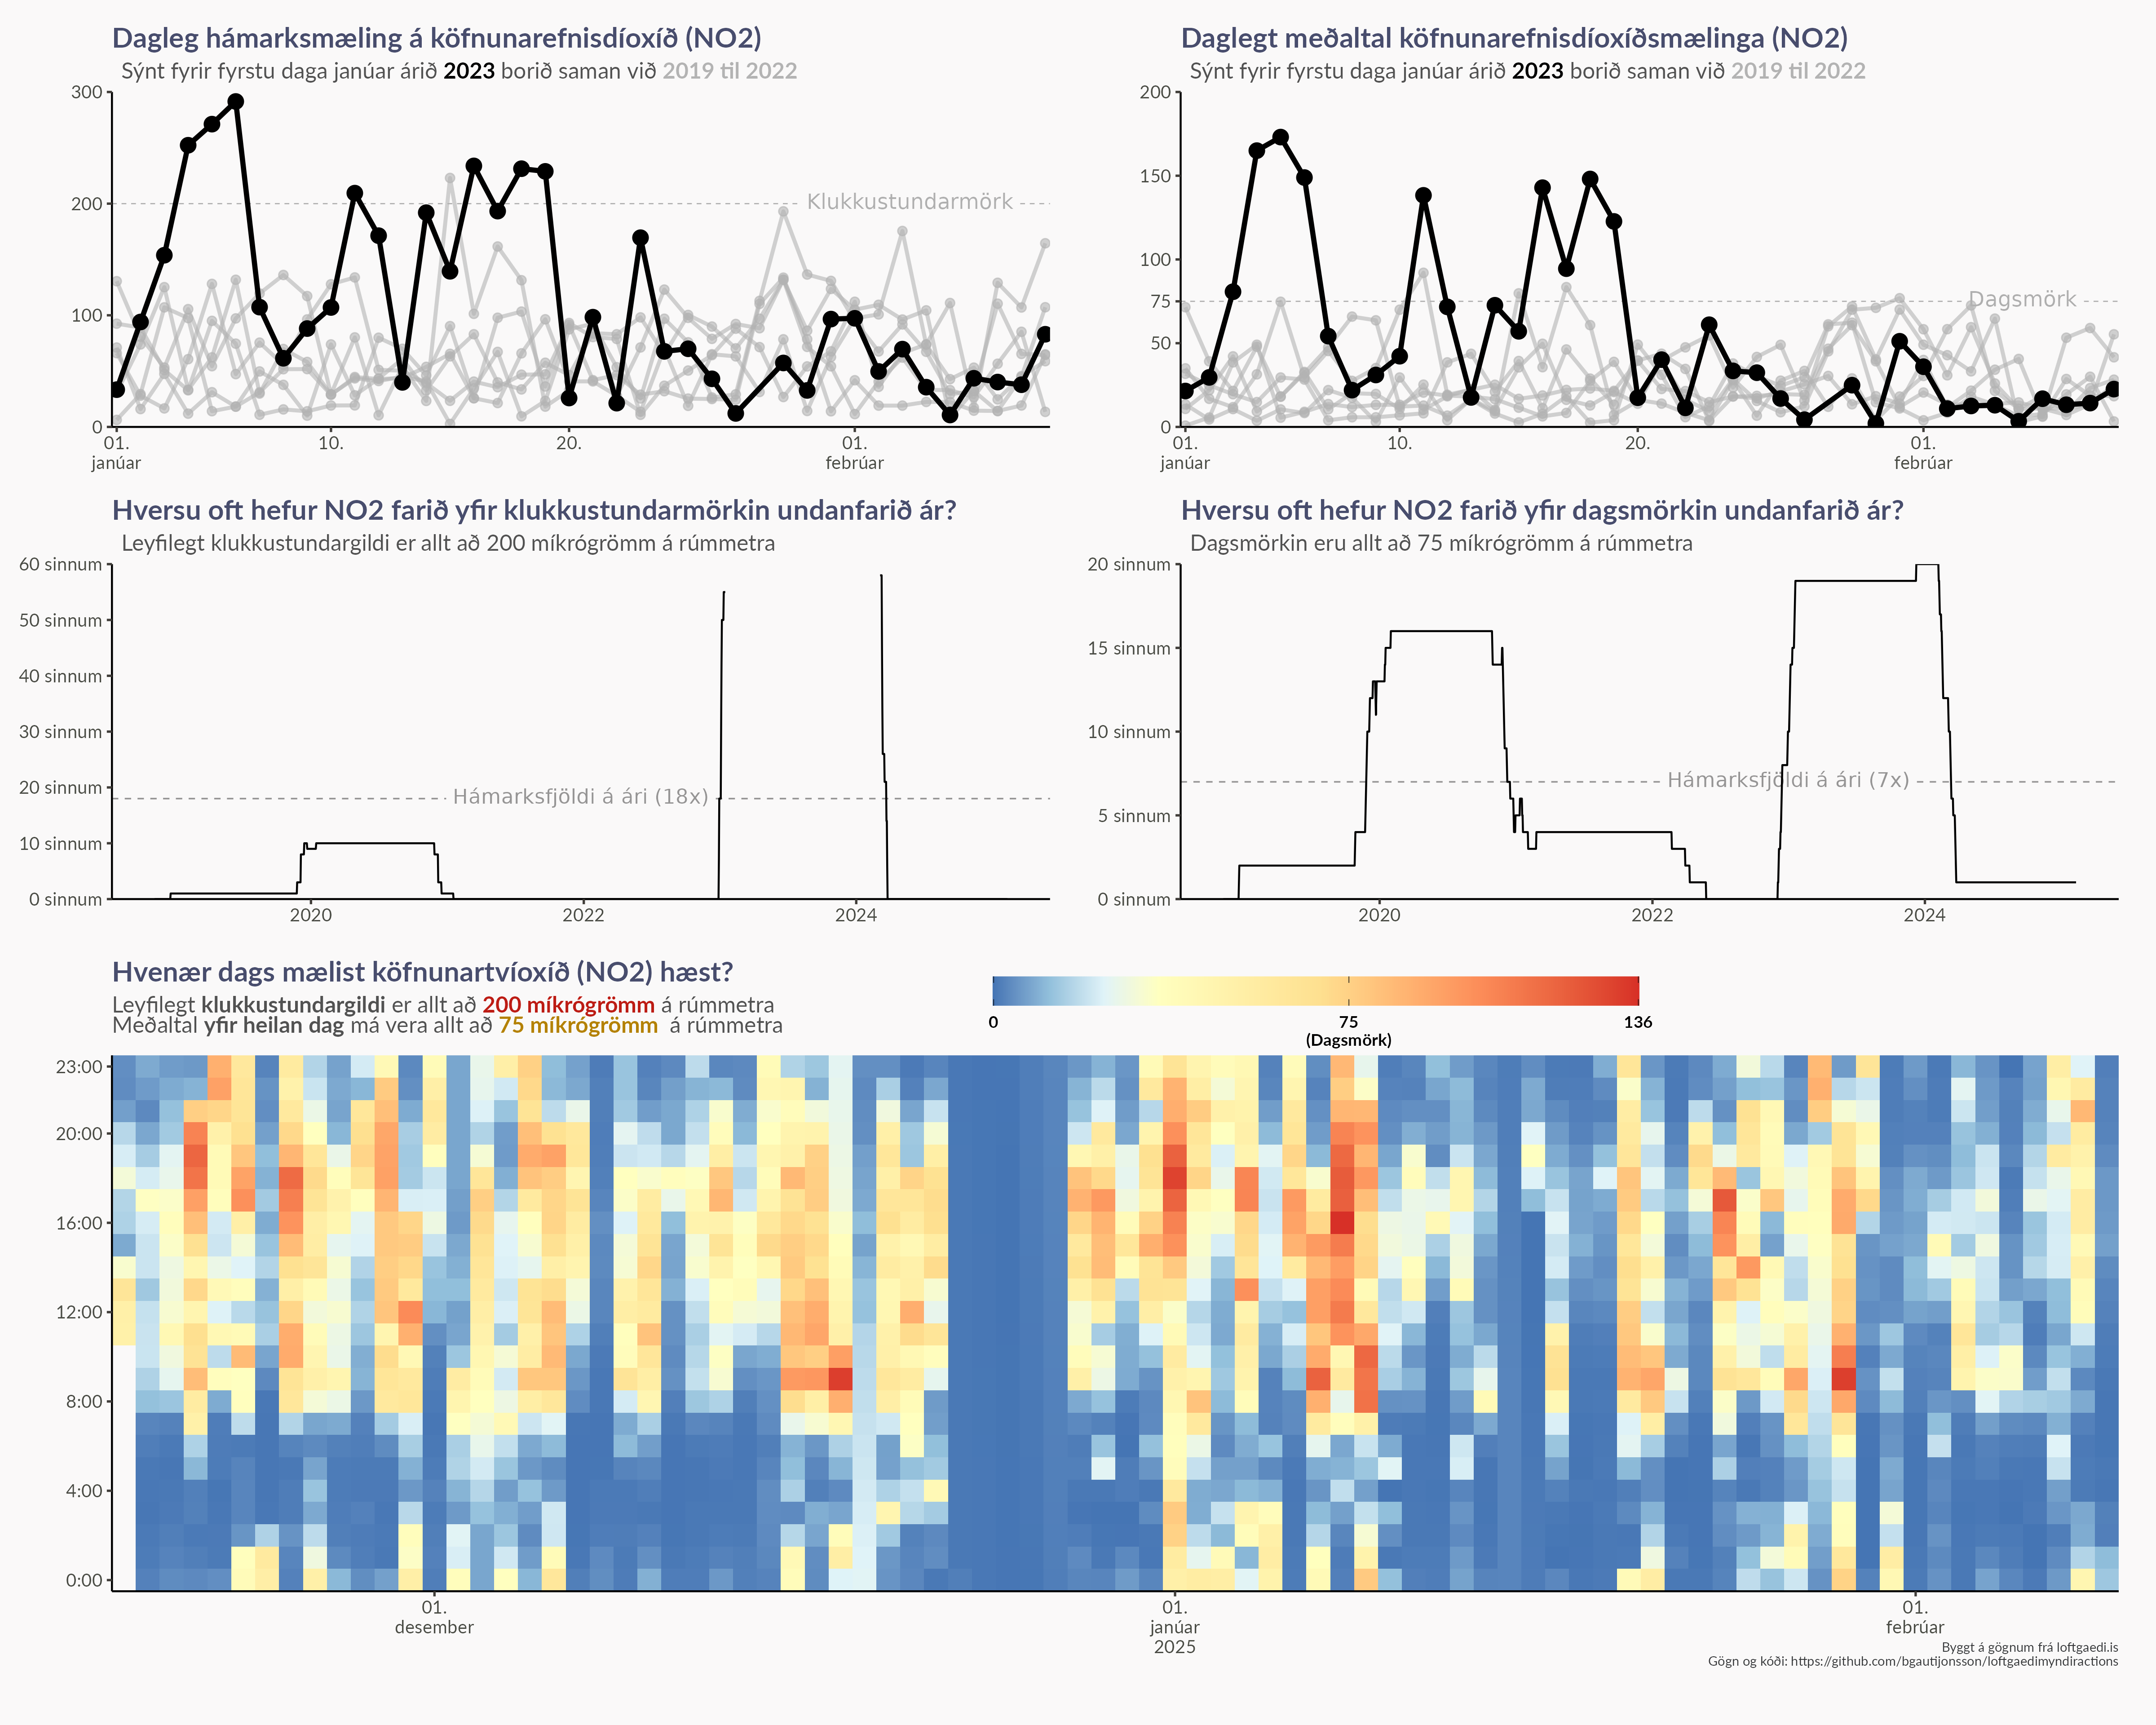 Dagleg hámarksmæling á köfnunarefnisdíoxíð (NO2)
Sýnt fyrir fyrstu daga janúar árið 2023 borið saman við 2019 til 2022
300
200
100
0
Klukkustundarmörk
01.
janúar
10.
20.
01.
febrúar
Daglegt meðaltal köfnunarefnisdíoxíðsmælinga (NO2)
Sýnt fyrir fyrstu daga janúar árið 2023 borið saman við 2019 til 2022
200
150
100
75
50
0
Dagsmörk
01.
janúar
10.
20.
01.
febrúar
Hversu oft hefur NO2 farið yfir klukkustundarmörkin undanfarið ár?
Leyfilegt klukkustundargildi er allt að 200 míkrógrömm á rúmmetra
60 sinnum
50 sinnum
40 sinnum
30 sinnum
20 sinnum
10 sinnum
0 sinnum
Hámarksfjöldi á ári (18x)
2020
2022
2024
Hversu oft hefur NO2 farið yfir dagsmörkin undanfarið ár?
Dagsmörkin eru allt að 75 míkrógrömm á rúmmetra
20 sinnum
15 sinnum
10 sinnum
5 sinnum
0 sinnum
Hámarksfjöldi á ári (7x)
2020
2022
2024
Hvenær dags mælist köfnunartvíoxíð (NO2) hæst?
Leyfilegt klukkustundargildi er allt að 200 míkrógrömm á rúmmetra
Meðaltal yfir heilan dag má vera allt að 75 míkrógrömm á rúmmetra
0
75
(Dagsmörk)
136
23:00
20:00
16:00
12:00
8:00
4:00
0:00
01.
desember
01.
janúar
2025
01.
febrúar
Byggt á gögnum frá loftgaedi.is
Gögn og kóði: https://github.com/bgautijonsson/loftgaedimyndiractions